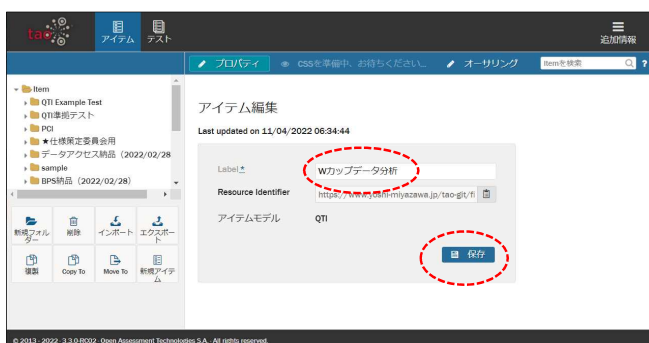 tao
アイテム
テスト
追加情報
プロパティ
CSSを準備中、お待ちください...
オーサリング
Itemを検索
?
Item
QTI Example Test
QTI準拠テスト
PCI
★仕様策定委員会用
データアクセス納品（2022/02/28
sample
BPS納品（2022/02/28）
新規フォルダー
削除
インポート
エクスポート
複製
Copy To
Move To
新規アイテム
アイテム編集
Last updated on 11/04/2022 06:34:44
Label *
Wカップデータ分析
Resource Identifier
https://www.yoshi-miyazawa.jp/tao-git/fi
アイテムモデル
QTI
保存
© 2013 - 2022 · 3.3.0-RC02 · Open Assessment Technologies S.A. · All rights reserved.